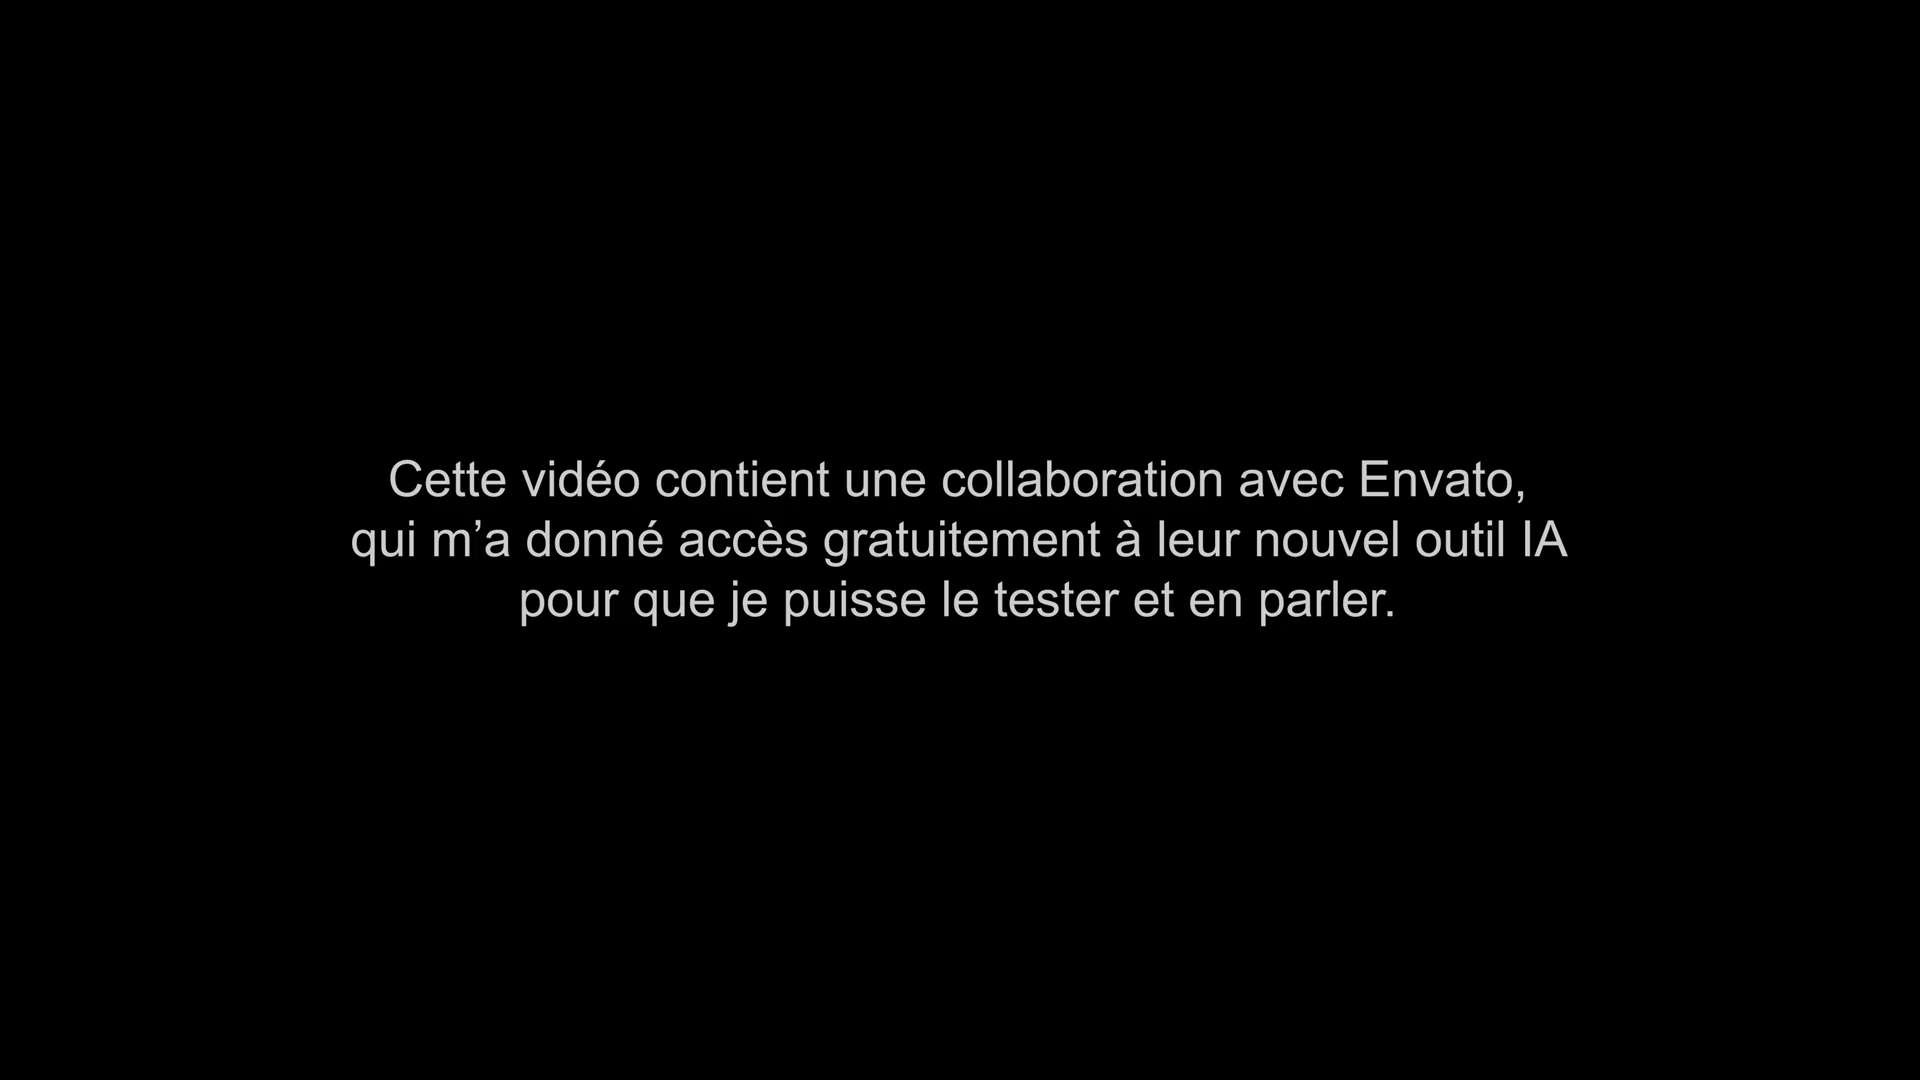 Cette vidéo contient une collaboration avec Envato,
qui m’a donné accès gratuitement à leur nouvel outil IA
pour que je puisse le tester et en parler.